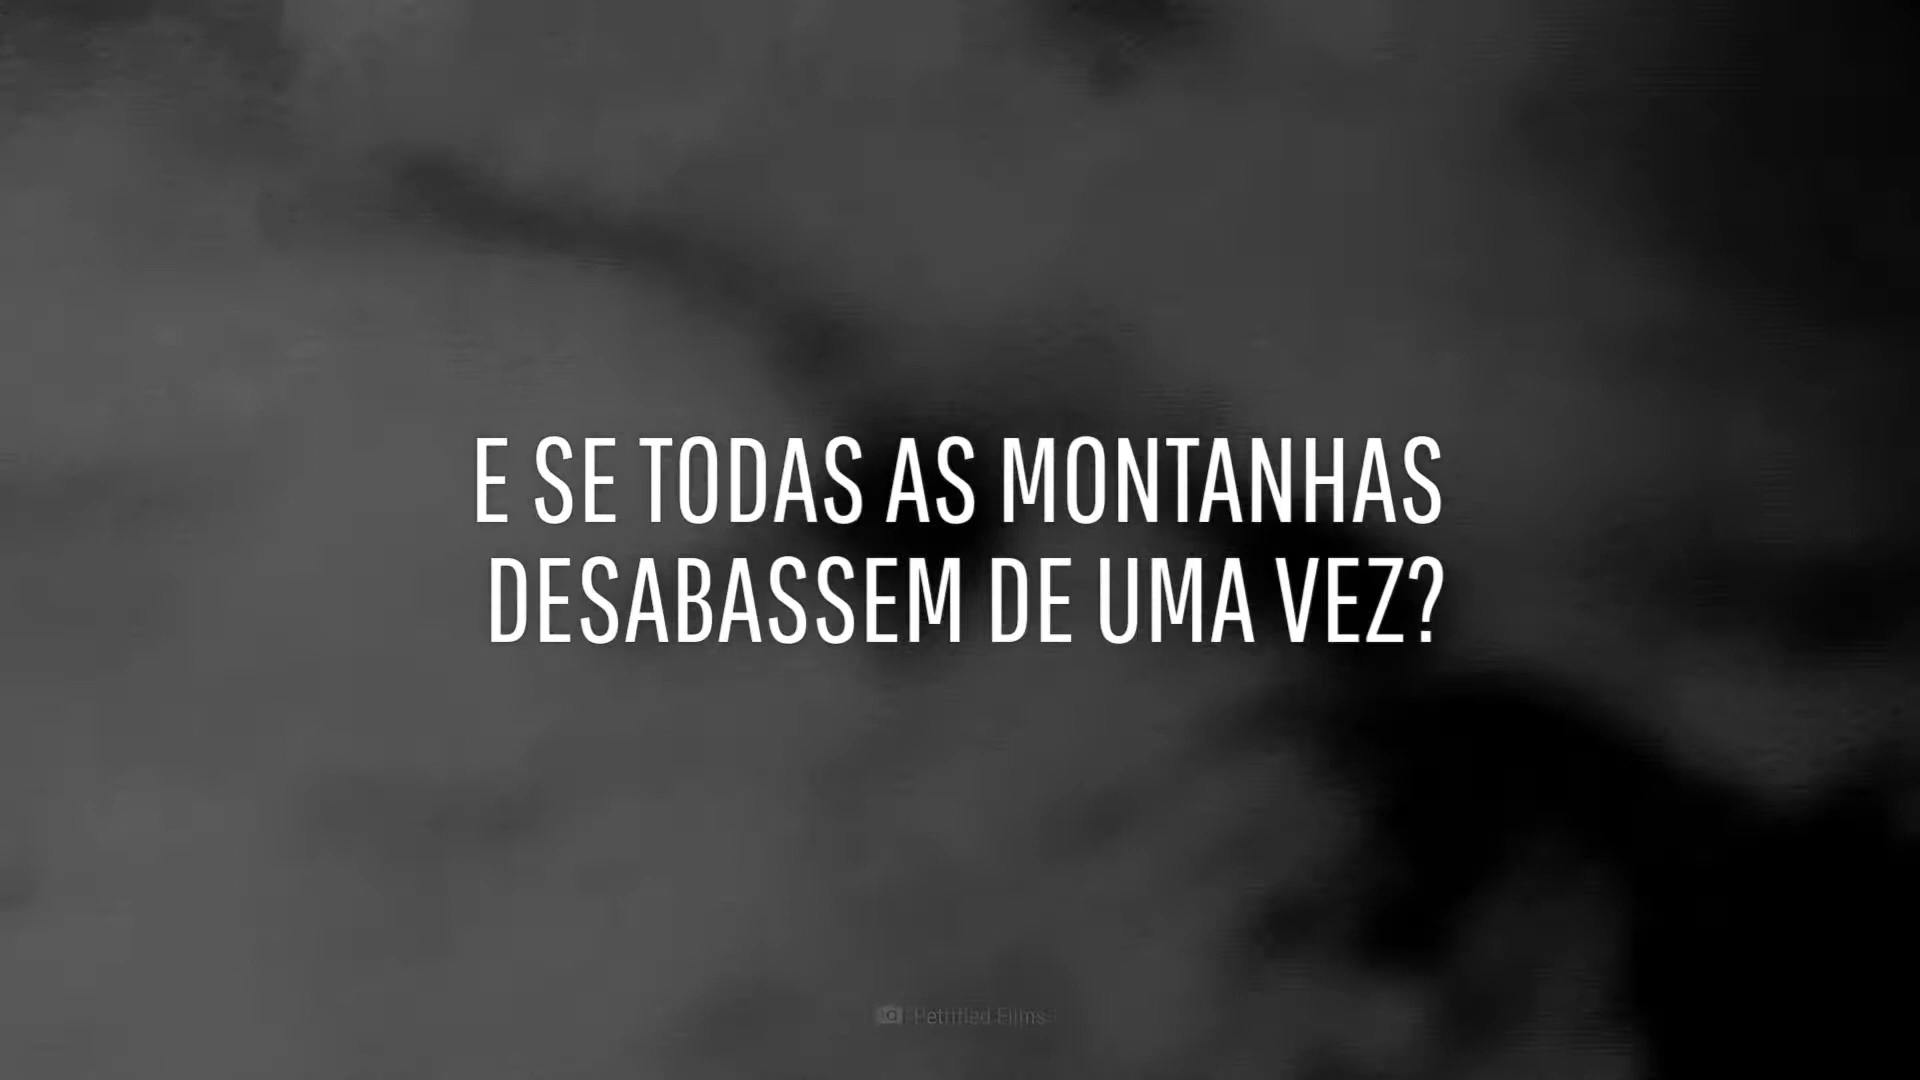 E SE TODAS AS MONTANHAS
DESABASSEM DE UMA VEZ?
Petrified Films